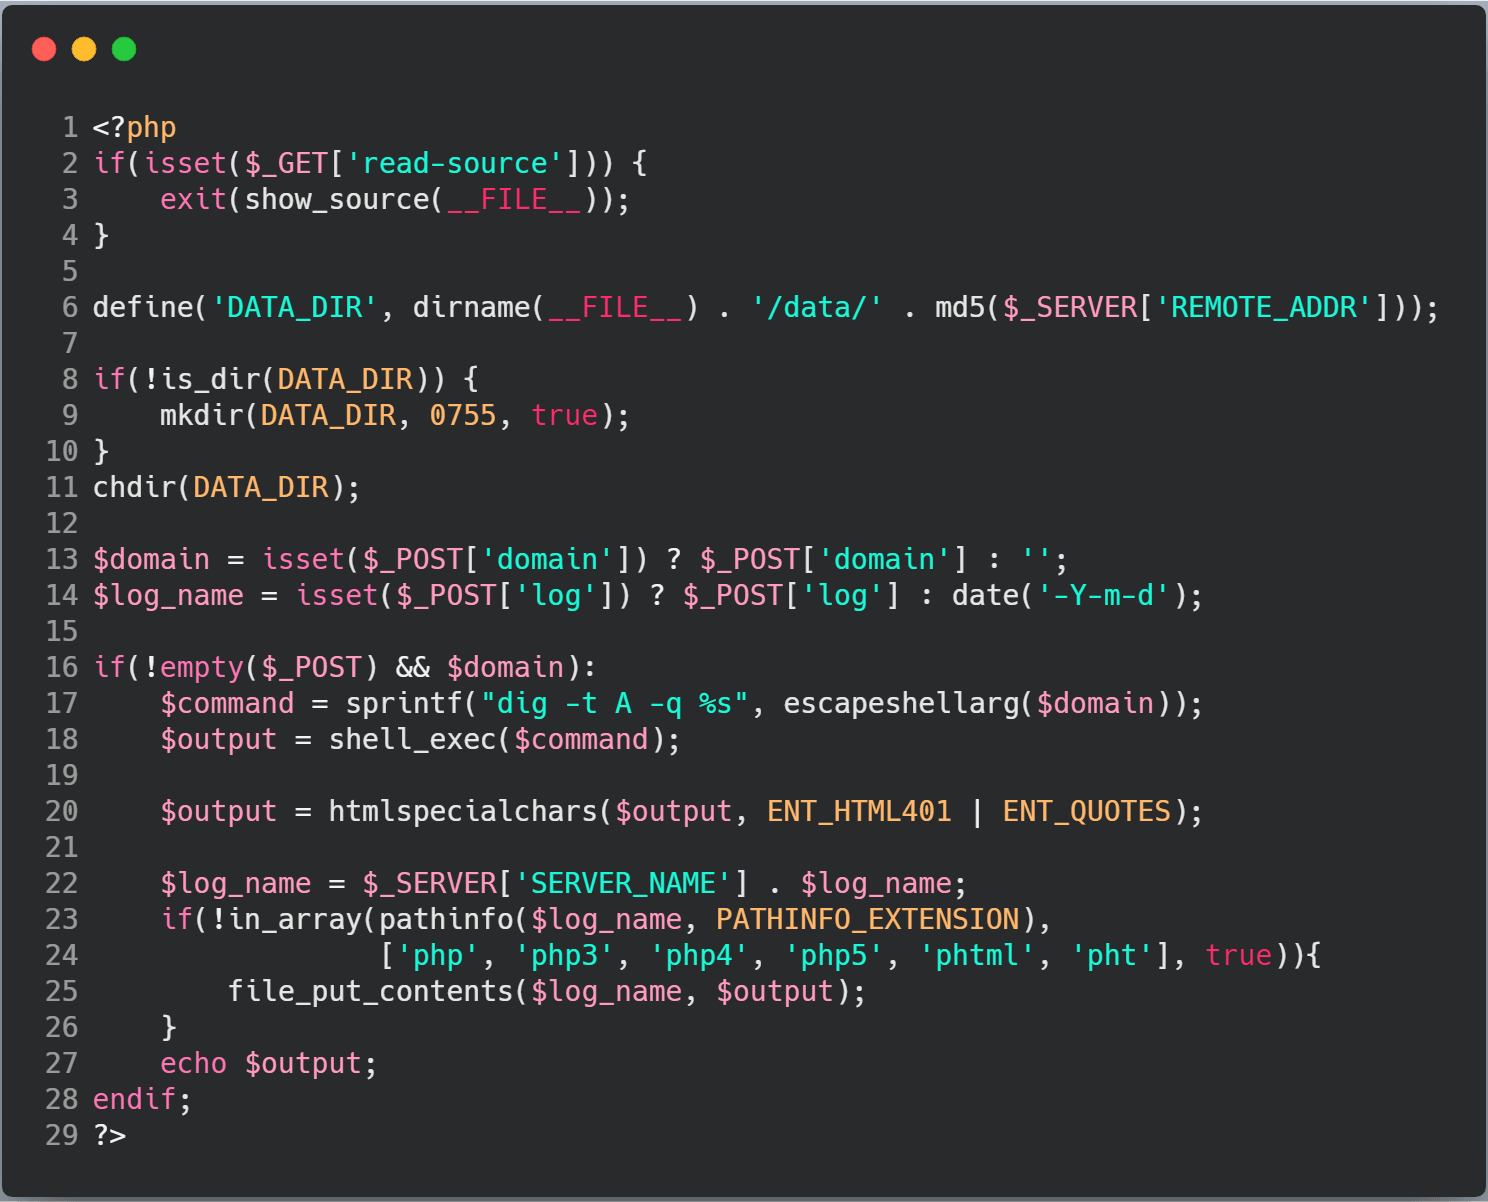 1 <?php
2 if(isset($_GET['read-source'])) {
3     exit(show_source(__FILE__));
4 }
5
6 define('DATA_DIR', dirname(__FILE__) . '/data/' . md5($_SERVER['REMOTE_ADDR']));
7
8 if(!is_dir(DATA_DIR)) {
9     mkdir(DATA_DIR, 0755, true);
10 }
11 chdir(DATA_DIR);
12
13 $domain = isset($_POST['domain']) ? $_POST['domain'] : '';
14 $log_name = isset($_POST['log']) ? $_POST['log'] : date('-Y-m-d');
15
16 if(!empty($_POST) && $domain):
17     $command = sprintf("dig -t A -q %s", escapeshellarg($domain));
18     $output = shell_exec($command);
19
20     $output = htmlspecialchars($output, ENT_HTML401 | ENT_QUOTES);
21
22     $log_name = $_SERVER['SERVER_NAME'] . $log_name;
23     if(!in_array(pathinfo($log_name, PATHINFO_EXTENSION),
24                  ['php', 'php3', 'php4', 'php5', 'phtml', 'pht'], true)){
25         file_put_contents($log_name, $output);
26     }
27     echo $output;
28 endif;
29 ?>